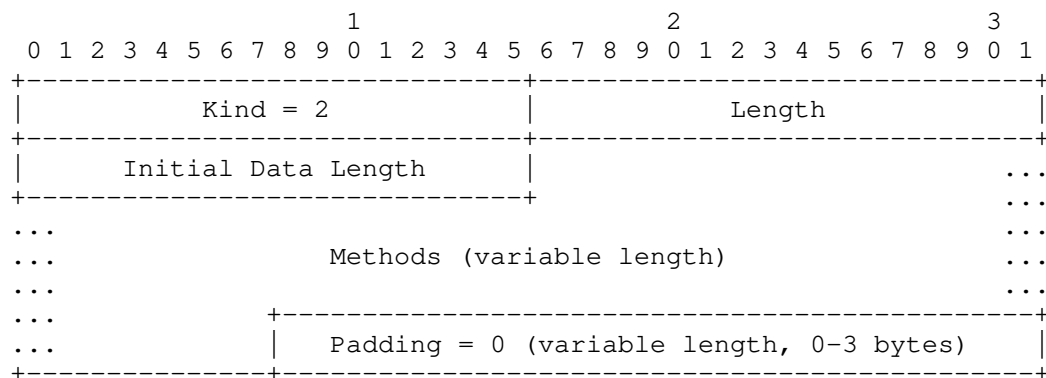 1 2 3
0 1 2 3 4 5 6 7 8 9 0 1 2 3 4 5 6 7 8 9 0 1 2 3 4 5 6 7 8 9 0 1
+-------------------------------+-------------------------------+
| Kind = 2 | Length |
+-------------------------------+-------------------------------+
| Initial Data Length | ...
+-------------------------------+ ...
... ...
... Methods (variable length) ...
... ...
... +-----------------------------------------------+
... | Padding = 0 (variable length, 0-3 bytes) |
+---------------+-----------------------------------------------+